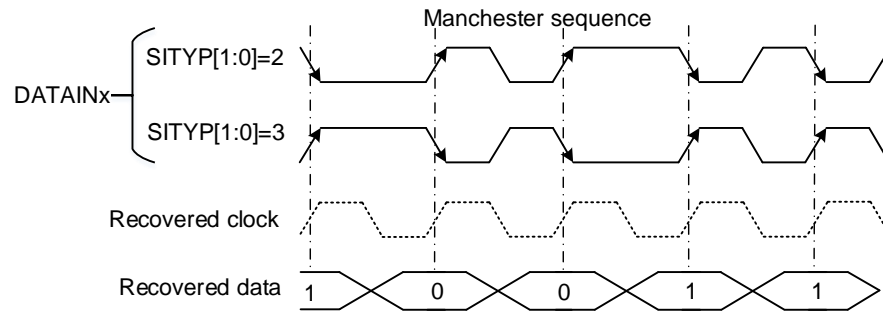 Manchester sequence
SITYP[1:0]=2
DATAINx
SITYP[1:0]=3
Recovered clock
Recovered data
1 0 0 1 1